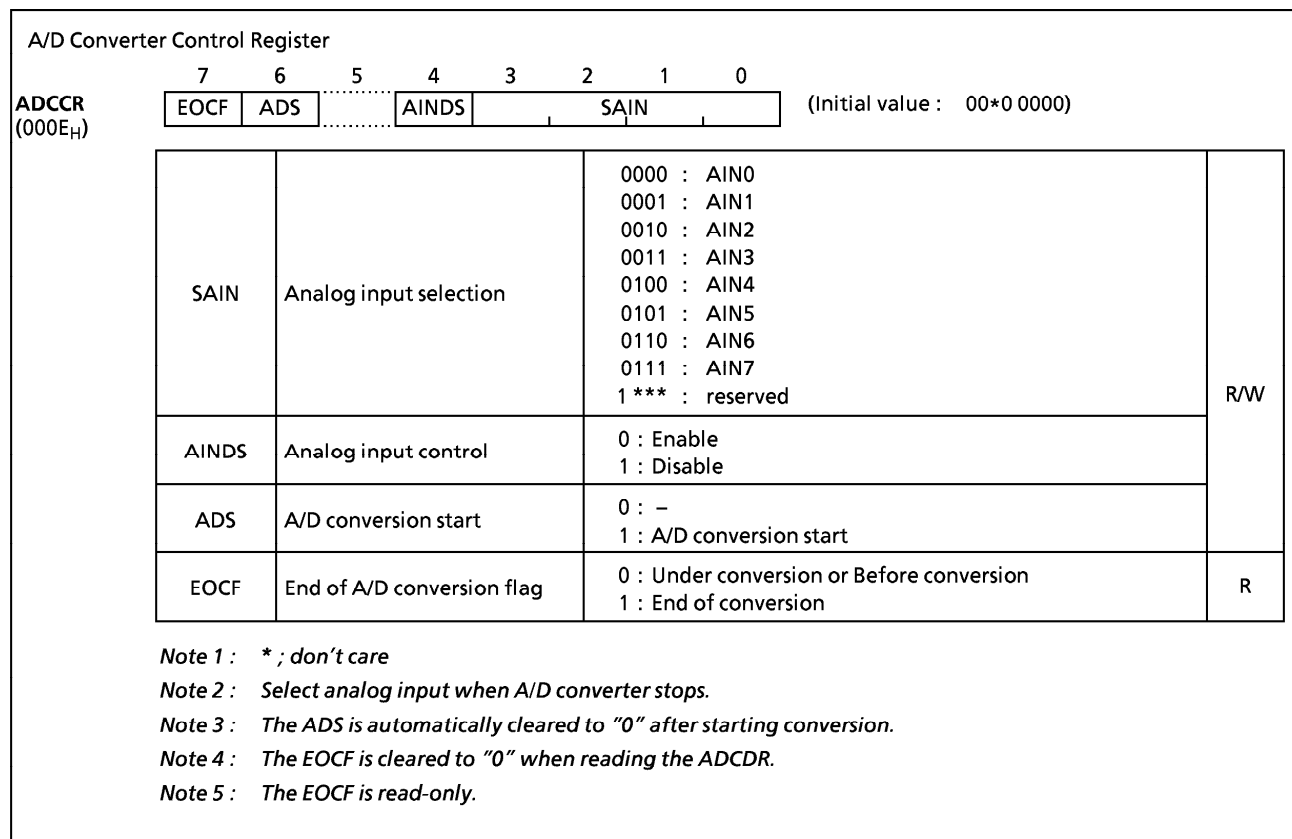 A/D Converter Control Register
7 6 5 4 3 2 1 0
ADCCR
(000EH)
EOCF ADS AINDS SAIN (Initial value : 00*0 0000)
SAIN Analog input selection
0000 : AIN0
0001 : AIN1
0010 : AIN2
0011 : AIN3
0100 : AIN4
0101 : AIN5
0110 : AIN6
0111 : AIN7
1 *** : reserved
R/W
AINDS Analog input control
0 : Enable
1 : Disable
ADS A/D conversion start
0 : –
1 : A/D conversion start
EOCF End of A/D conversion flag
0 : Under conversion or Before conversion
1 : End of conversion
R
Note 1 : * ; don't care
Note 2 : Select analog input when A/D converter stops.
Note 3 : The ADS is automatically cleared to "0" after starting conversion.
Note 4 : The EOCF is cleared to "0" when reading the ADCDR.
Note 5 : The EOCF is read-only.